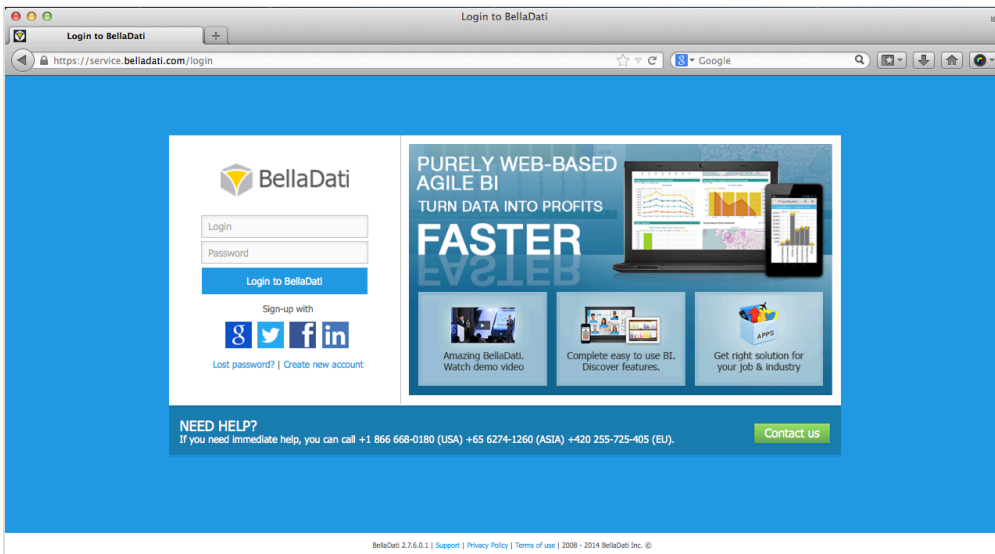 Login to BellaDati
Login to BellaDati
https://service.belladati.com/login
Google
BellaDati
Login
Password
Login to BellaDati
Sign-up with
Lost password? | Create new account
PURELY WEB-BASED
AGILE BI
TURN DATA INTO PROFITS
FASTER
Amazing BellaDati.
Watch demo video
Complete easy to use BI.
Discover features.
APPS
Get right solution for
your job & industry
NEED HELP?
If you need immediate help, you can call +1 866 668-0180 (USA) +65 6274-1260 (ASIA) +420 255-725-405 (EU).
Contact us
BellaDati 2.7.6.0.1 | Support | Privacy Policy | Terms of use | 2008 - 2014 BellaDati Inc. ©